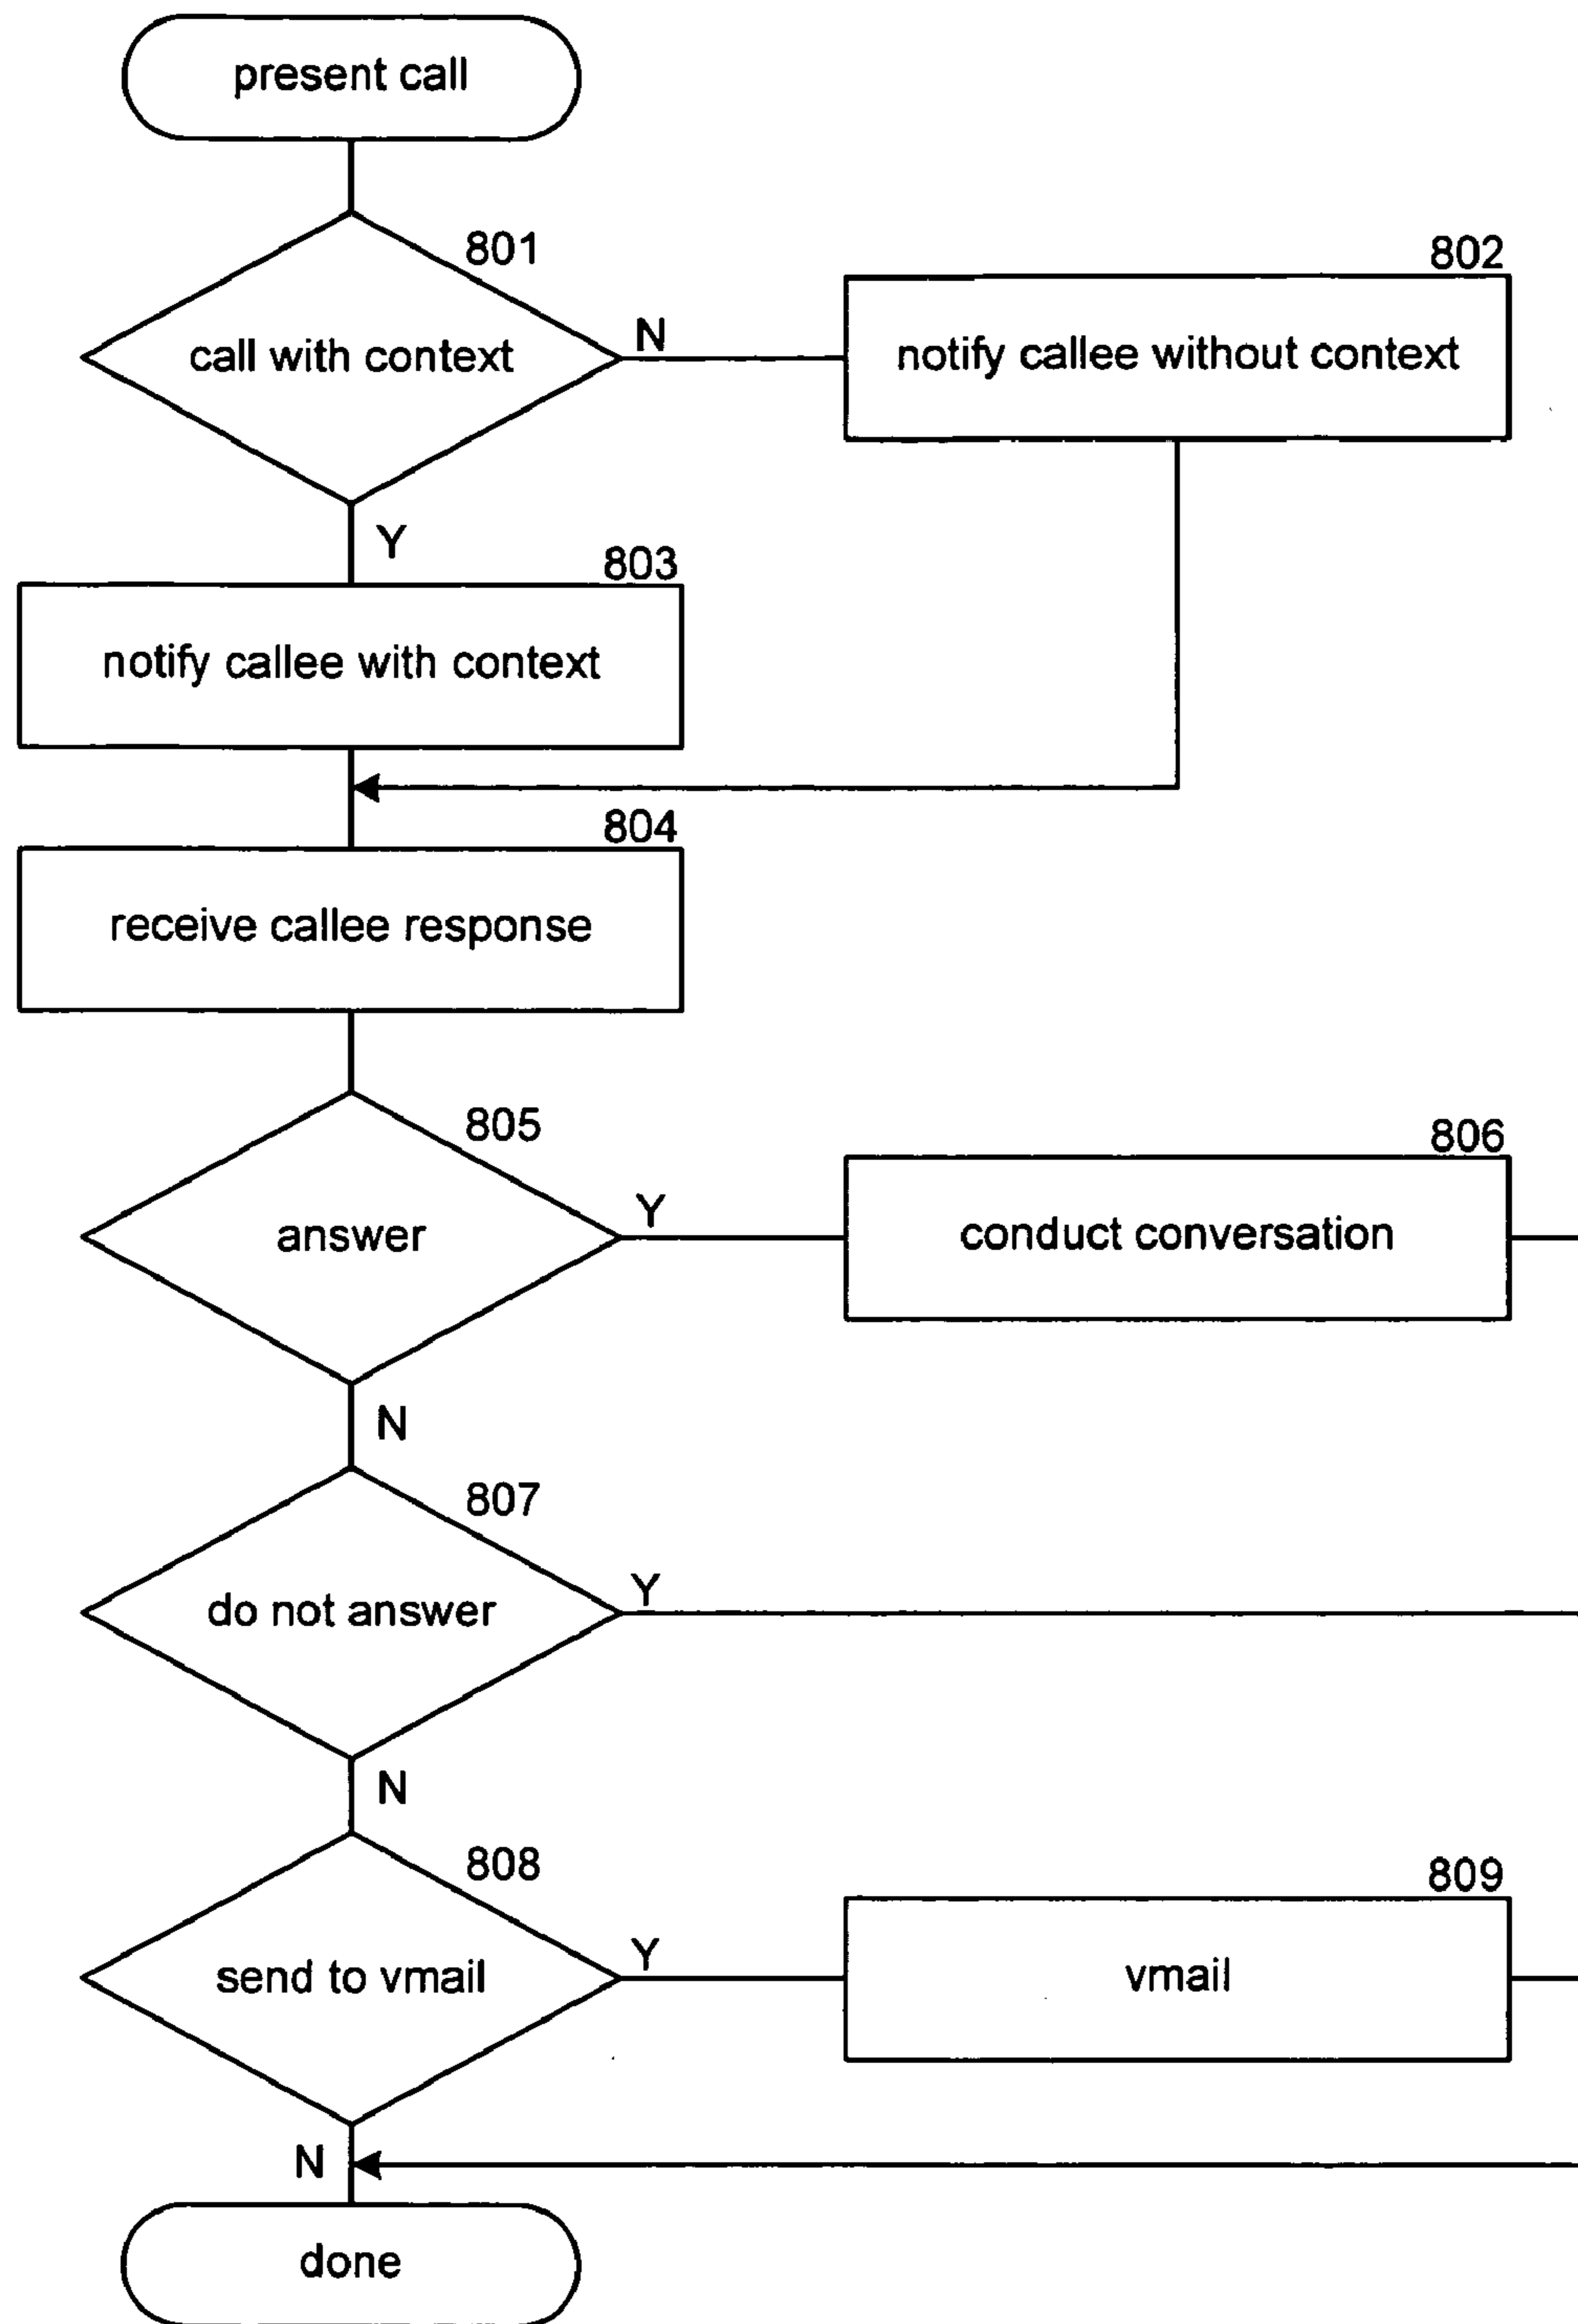 present call
801
call with context
N
802
notify callee without context
Y
803
notify callee with context
804
receive callee response
805
answer
Y
806
conduct conversation
N
807
do not answer
Y
N
808
send to vmail
Y
809
vmail
N
done